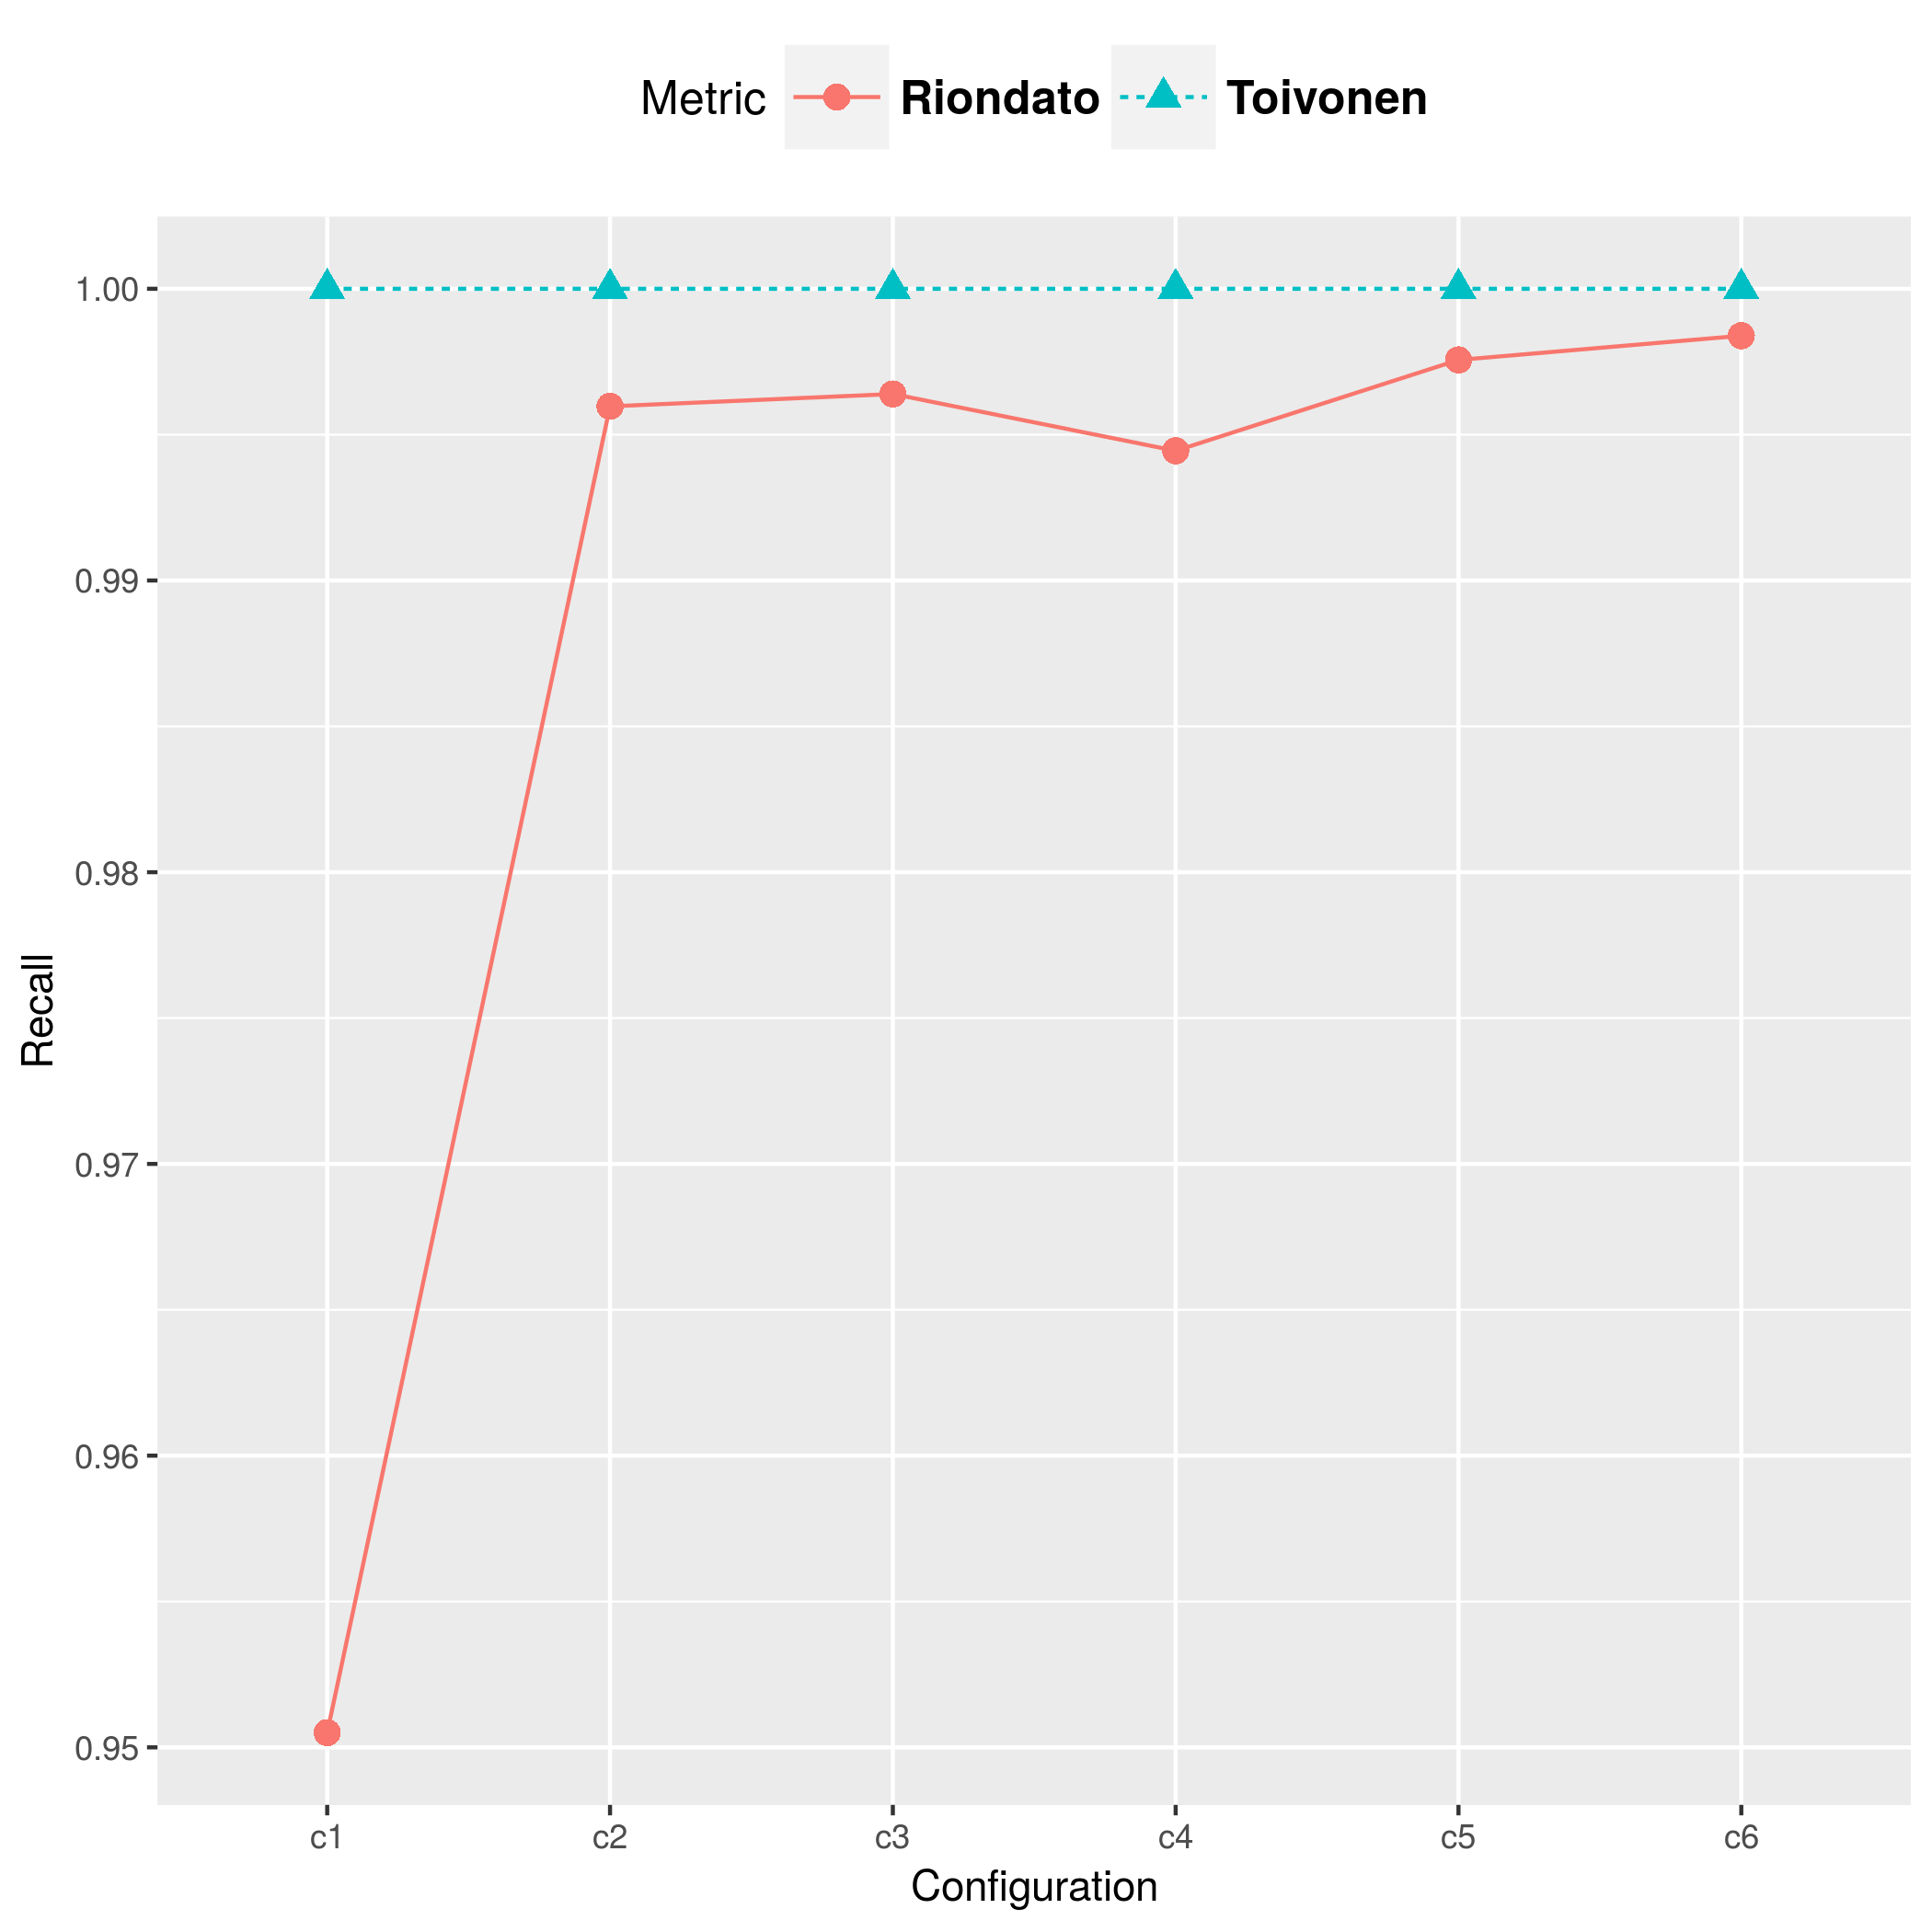 Metric Riondato Toivonen
1.00
0.99
0.98
0.97
0.96
0.95
Recall
c1 c2 c3 c4 c5 c6
Configuration